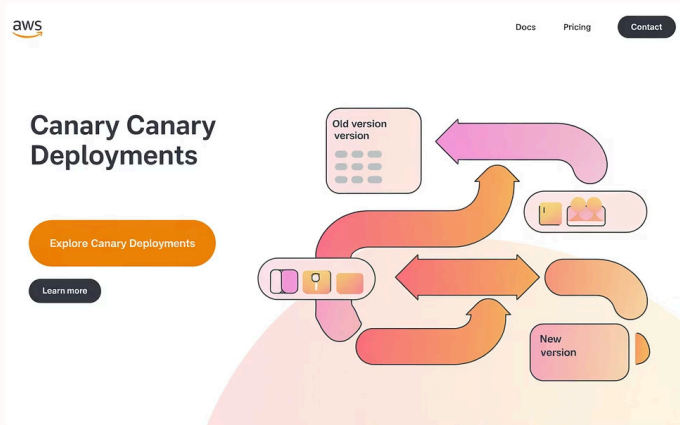 aws
Docs
Pricing
Contact
Canary Canary
Deployments
Explore Canary Deployments
Learn more
Old version
version
New
version